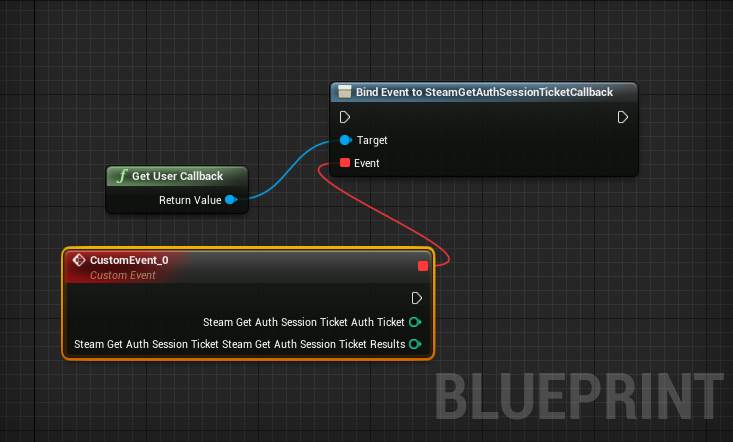 Bind Event to SteamGetAuthSessionTicketCallback
Target
Event
f Get User Callback
Return Value
CustomEvent_0
Custom Event
Steam Get Auth Session Ticket Auth Ticket
Steam Get Auth Session Ticket Steam Get Auth Session Ticket Results
BLUEPRINT